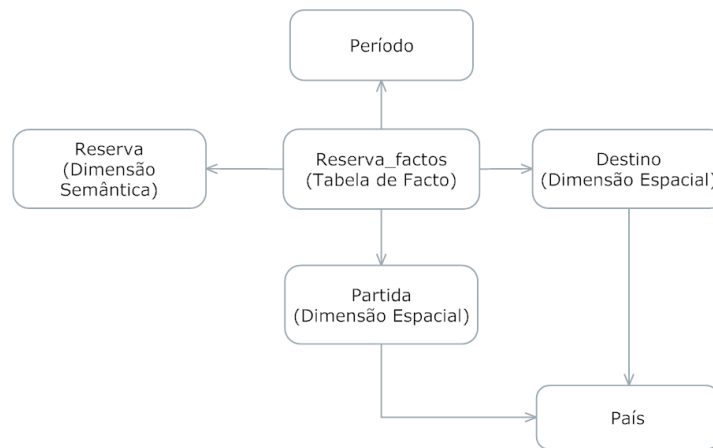 Período
Reserva
(Dimensão
Semântica)
Reserva_factos
(Tabela de Facto)
Destino
(Dimensão Espacial)
Partida
(Dimensão Espacial)
País